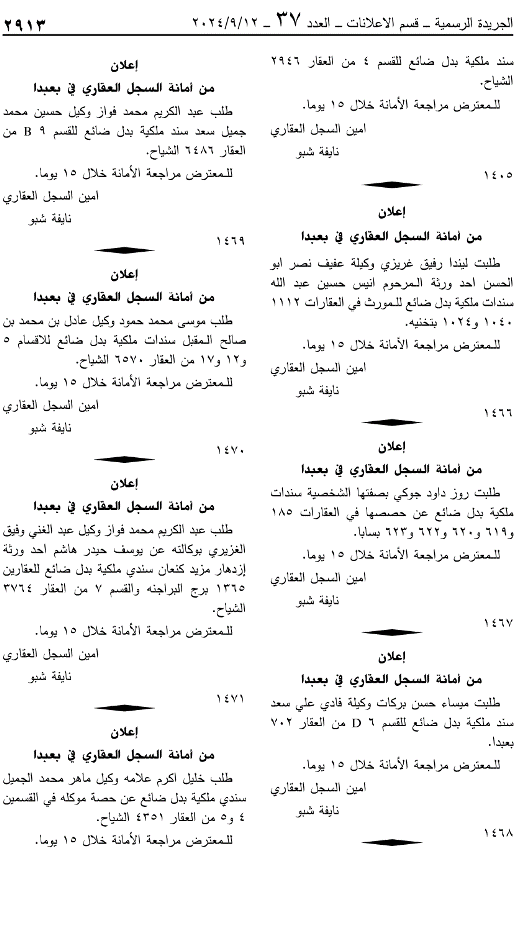 الجريدة الرسمية ــ قسم الاعلانات ــ العدد ٣٧ ــ ٢٠٢٤/٩/١٢
٢٩١٣
سند ملكية بدل ضائع للقسم ٤ من العقار ٢٩٤٦
الشياح.
للمعترض مراجعة الأمانة خلال ١٥ يوما.
امين السجل العقاري
نايفة شبو
١٤٠٥
إعلان
من أمانة السجل العقاري في بعبدا
طلبت ليندا رفيق غريزي وكيلة عفيف نصر ابو
الحسن احد ورثة المرحوم انيس حسين عبد الله
سندات ملكية بدل ضائع للمورث في العقارات ١١١٢
١٠٤٠ و١٠٢٤ بتخنيه.
للمعترض مراجعة الأمانة خلال ١٥ يوما.
امين السجل العقاري
نايفة شبو
١٤٦٦
إعلان
من أمانة السجل العقاري في بعبدا
طلبت روز داود جوكي بصفتها الشخصية سندات
ملكية بدل ضائع عن حصصها في العقارات ١٨٥
و٦١٩ و٦٢٠ و٦٢٢ و٦٢٣ بسابا.
للمعترض مراجعة الأمانة خلال ١٥ يوما.
امين السجل العقاري
نايفة شبو
١٤٦٧
إعلان
من أمانة السجل العقاري في بعبدا
طلبت ميساء حسن بركات وكيلة فادي علي سعد
سند ملكية بدل ضائع للقسم ٦ D من العقار ٧٠٢
بعبدا.
للمعترض مراجعة الأمانة خلال ١٥ يوما.
امين السجل العقاري
نايفة شبو
١٤٦٨
إعلان
من أمانة السجل العقاري في بعبدا
طلب عبد الكريم محمد فواز وكيل حسين محمد
جميل سعد سند ملكية بدل ضائع للقسم ٩ B من
العقار ٦٤٨٦ الشياح.
للمعترض مراجعة الأمانة خلال ١٥ يوما.
امين السجل العقاري
نايفة شبو
١٤٦٩
إعلان
من أمانة السجل العقاري في بعبدا
طلب موسى محمد حمود وكيل عادل بن محمد بن
صالح المقبل سندات ملكية بدل ضائع للاقسام ٥
و١٢ و١٧ من العقار ٦٥٧٠ الشياح.
للمعترض مراجعة الأمانة خلال ١٥ يوما.
امين السجل العقاري
نايفة شبو
١٤٧٠
إعلان
من أمانة السجل العقاري في بعبدا
طلب عبد الكريم محمد فواز وكيل عبد الغني وفيق
الغزيري بوكالته عن يوسف حيدر هاشم احد ورثة
إزدهار مزيد كنعان سندي ملكية بدل ضائع للعقارين
١٣٦٥ برج البراجنه والقسم ٧ من العقار ٣٧٦٤
الشياح.
للمعترض مراجعة الأمانة خلال ١٥ يوما.
امين السجل العقاري
نايفة شبو
١٤٧١
إعلان
من أمانة السجل العقاري في بعبدا
طلب خليل اكرم علامه وكيل ماهر محمد الجميل
سندي ملكية بدل ضائع عن حصة موكله في القسمين
٤ و٥ من العقار ٤٣٥١ الشياح.
للمعترض مراجعة الأمانة خلال ١٥ يوما.